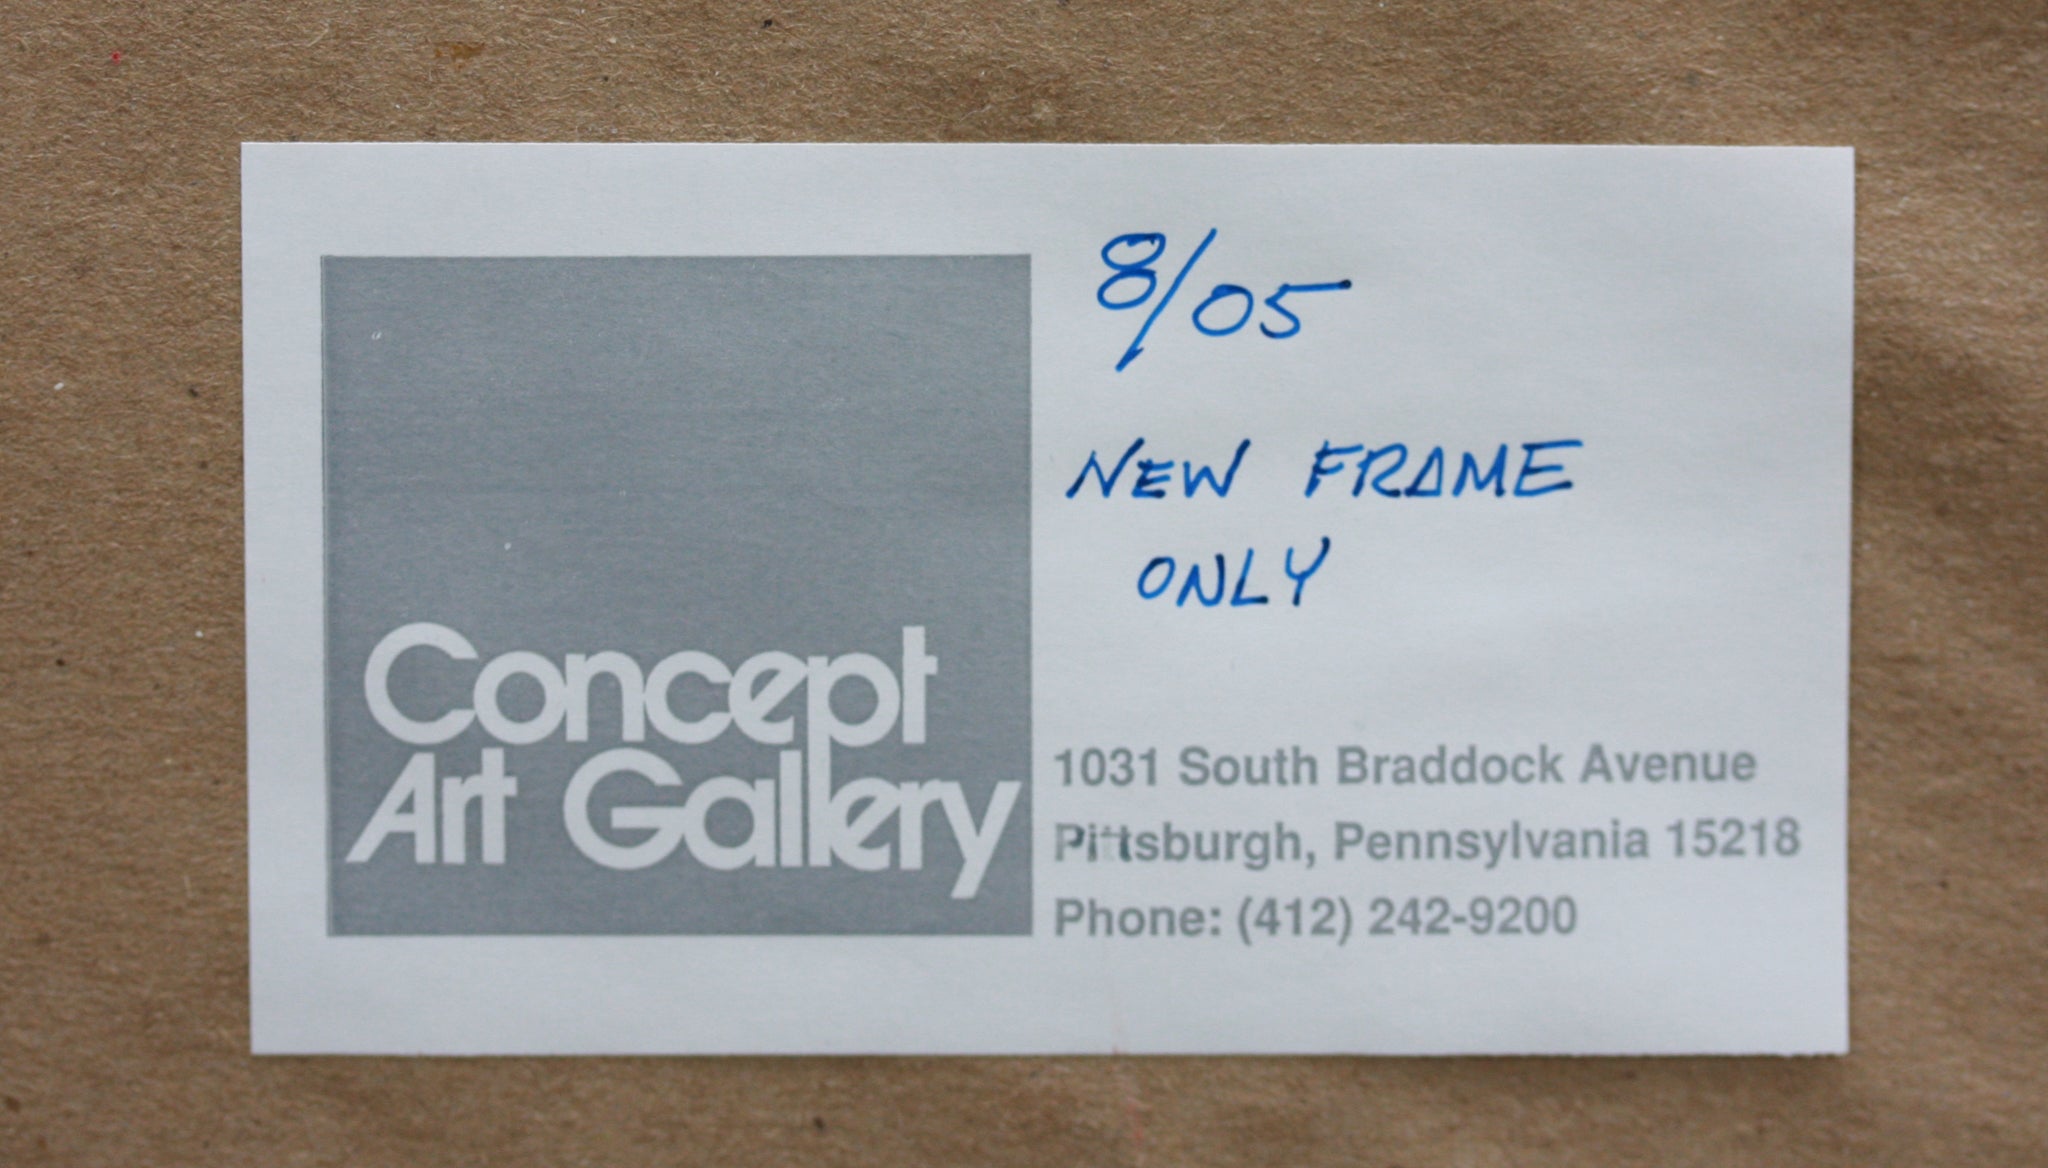 Concept
Art Gallery
8/05
NEW FRAME
ONLY
1031 South Braddock Avenue
Pittsburgh, Pennsylvania 15218
Phone: (412) 242-9200